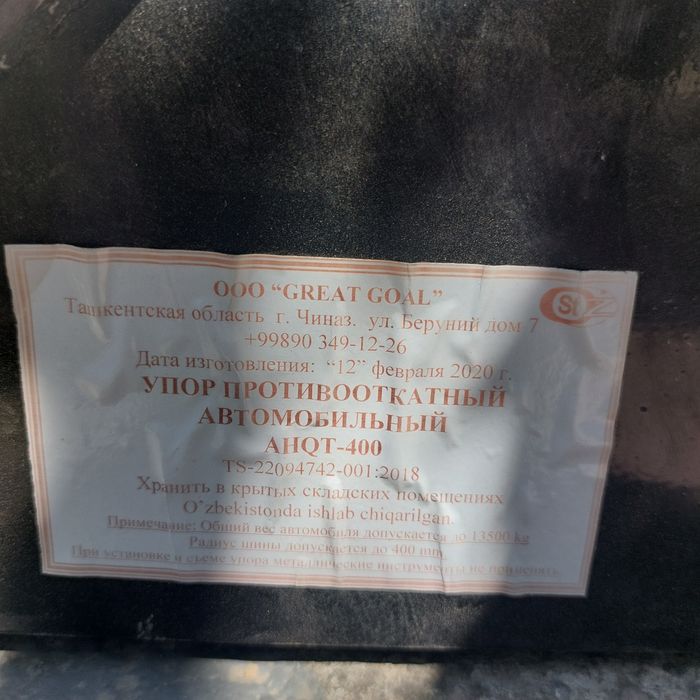 ООО “GREAT GOAL”
Ташкентская область г. Чиназ. ул. Беруний дом 7
+99890 349-12-26
Дата изготовления: “12” февраля 2020 г.
УПОР ПРОТИВООТКАТНЫЙ
АВТОМОБИЛЬНЫЙ
AHQT-400
TS-22094742-001:2018
Хранить в крытых складских помещениях
O’zbekistonda ishlab chiqarilgan.
Примечание: Общий вес автомобиля допускается до 13500 kg
Радиус шины допускается до 400 mm.
При установке и съеме упора металлические инструменты не применять.
St UZ